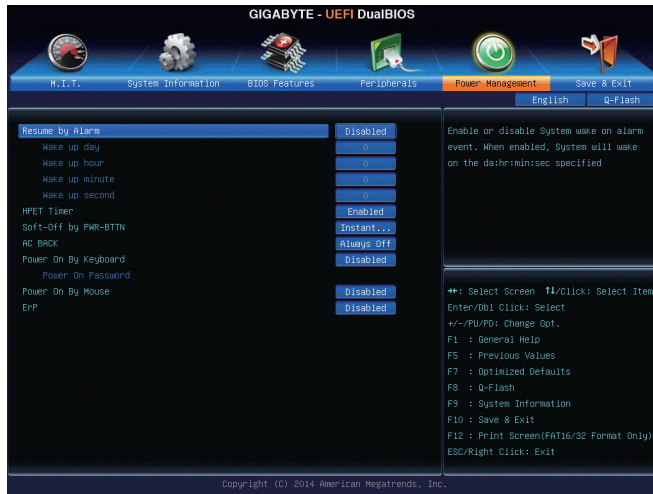 GIGABYTE - UEFI DualBIOS
M.I.T. System Information BIOS Features Peripherals Power Management Save & Exit
English Q-Flash
Resume by Alarm Disabled
Wake up day 0
Wake up hour 0
Wake up minute 0
Wake up second 0
HPET Timer Enabled
Soft-Off by PWR-BTTN Instant...
AC BACK Always Off
Power On By Keyboard Disabled
Power On Password
Power On By Mouse Disabled
ErP Disabled
Enable or disable System wake on alarm
event. When enabled, System will wake
on the da:hr:min:sec specified
→←: Select Screen ↑↓/Click: Select Item
Enter/Dbl Click: Select
+/-/PU/PD: Change Opt.
F1 : General Help
F5 : Previous Values
F7 : Optimized Defaults
F8 : Q-Flash
F9 : System Information
F10 : Save & Exit
F12 : Print Screen(FAT16/32 Format Only)
ESC/Right Click: Exit
Copyright (C) 2014 American Megatrends, Inc.